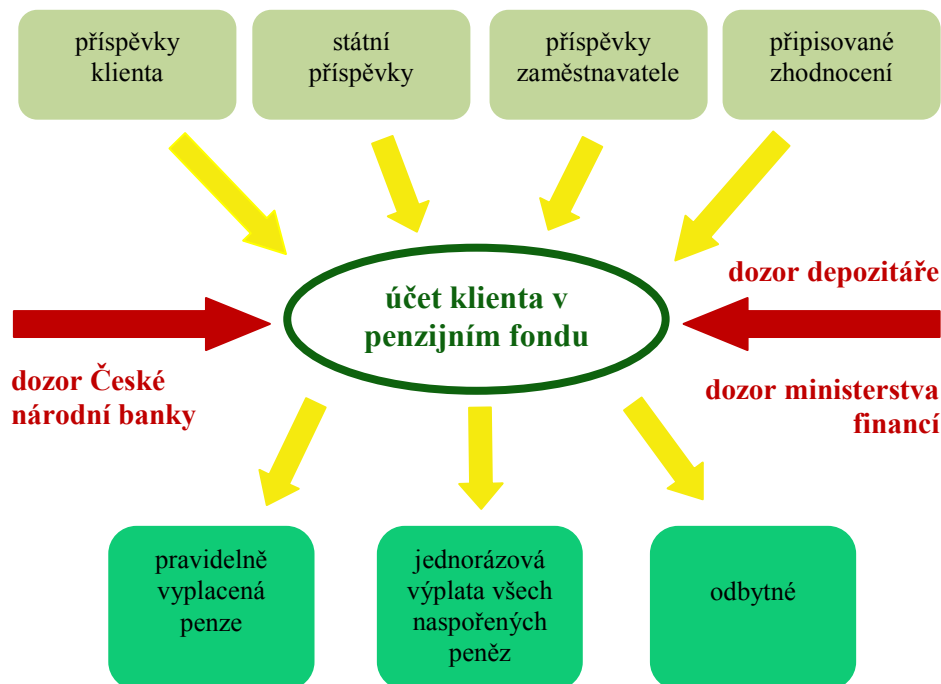 příspěvky
klienta
státní
příspěvky
příspěvky
zaměstnavatele
připisované
zhodnocení
dozor depozitáře
účet klienta v
penzijním fondu
dozor České
národní banky
dozor ministerstva
financí
pravidelně
vyplacená
penze
jednorázová
výplata všech
naspořených
peněz
odbytné